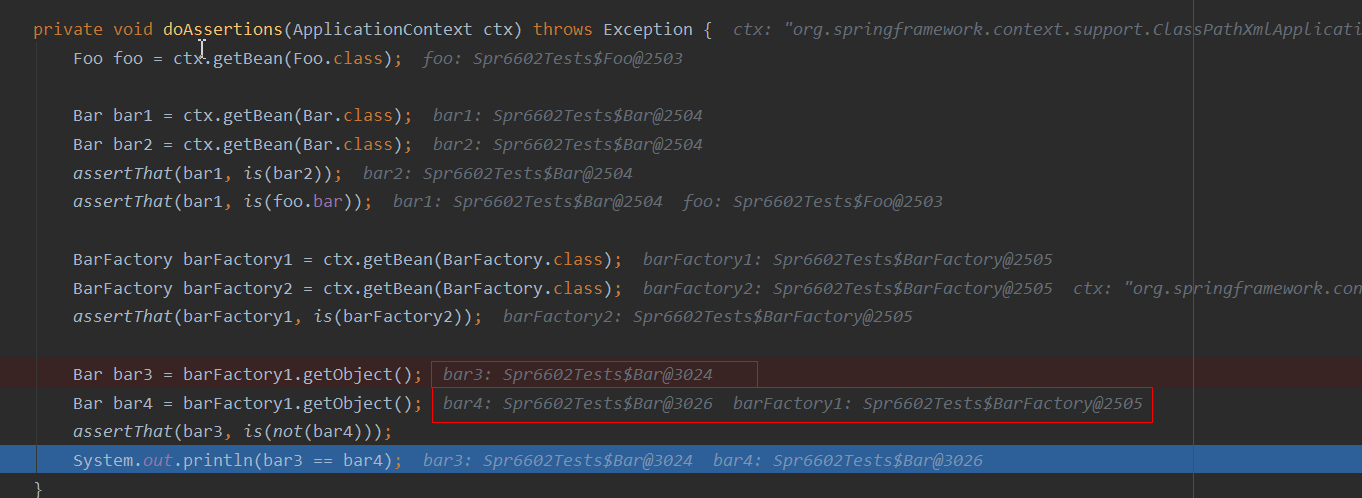 private void doAssertions(ApplicationContext ctx) throws Exception {  ctx: "org.springframework.context.support.ClassPathXmlApplicati
Foo foo = ctx.getBean(Foo.class);  foo: Spr6602Tests$Foo@2503
Bar bar1 = ctx.getBean(Bar.class);  bar1: Spr6602Tests$Bar@2504
Bar bar2 = ctx.getBean(Bar.class);  bar2: Spr6602Tests$Bar@2504
assertThat(bar1, is(bar2));  bar2: Spr6602Tests$Bar@2504
assertThat(bar1, is(foo.bar));  bar1: Spr6602Tests$Bar@2504  foo: Spr6602Tests$Foo@2503
BarFactory barFactory1 = ctx.getBean(BarFactory.class);  barFactory1: Spr6602Tests$BarFactory@2505
BarFactory barFactory2 = ctx.getBean(BarFactory.class);  barFactory2: Spr6602Tests$BarFactory@2505  ctx: "org.springframework.con
assertThat(barFactory1, is(barFactory2));  barFactory2: Spr6602Tests$BarFactory@2505
Bar bar3 = barFactory1.getObject();  bar3: Spr6602Tests$Bar@3024
Bar bar4 = barFactory1.getObject();  bar4: Spr6602Tests$Bar@3026  barFactory1: Spr6602Tests$BarFactory@2505
assertThat(bar3, is(not(bar4)));
System.out.println(bar3 == bar4);  bar3: Spr6602Tests$Bar@3024  bar4: Spr6602Tests$Bar@3026
}